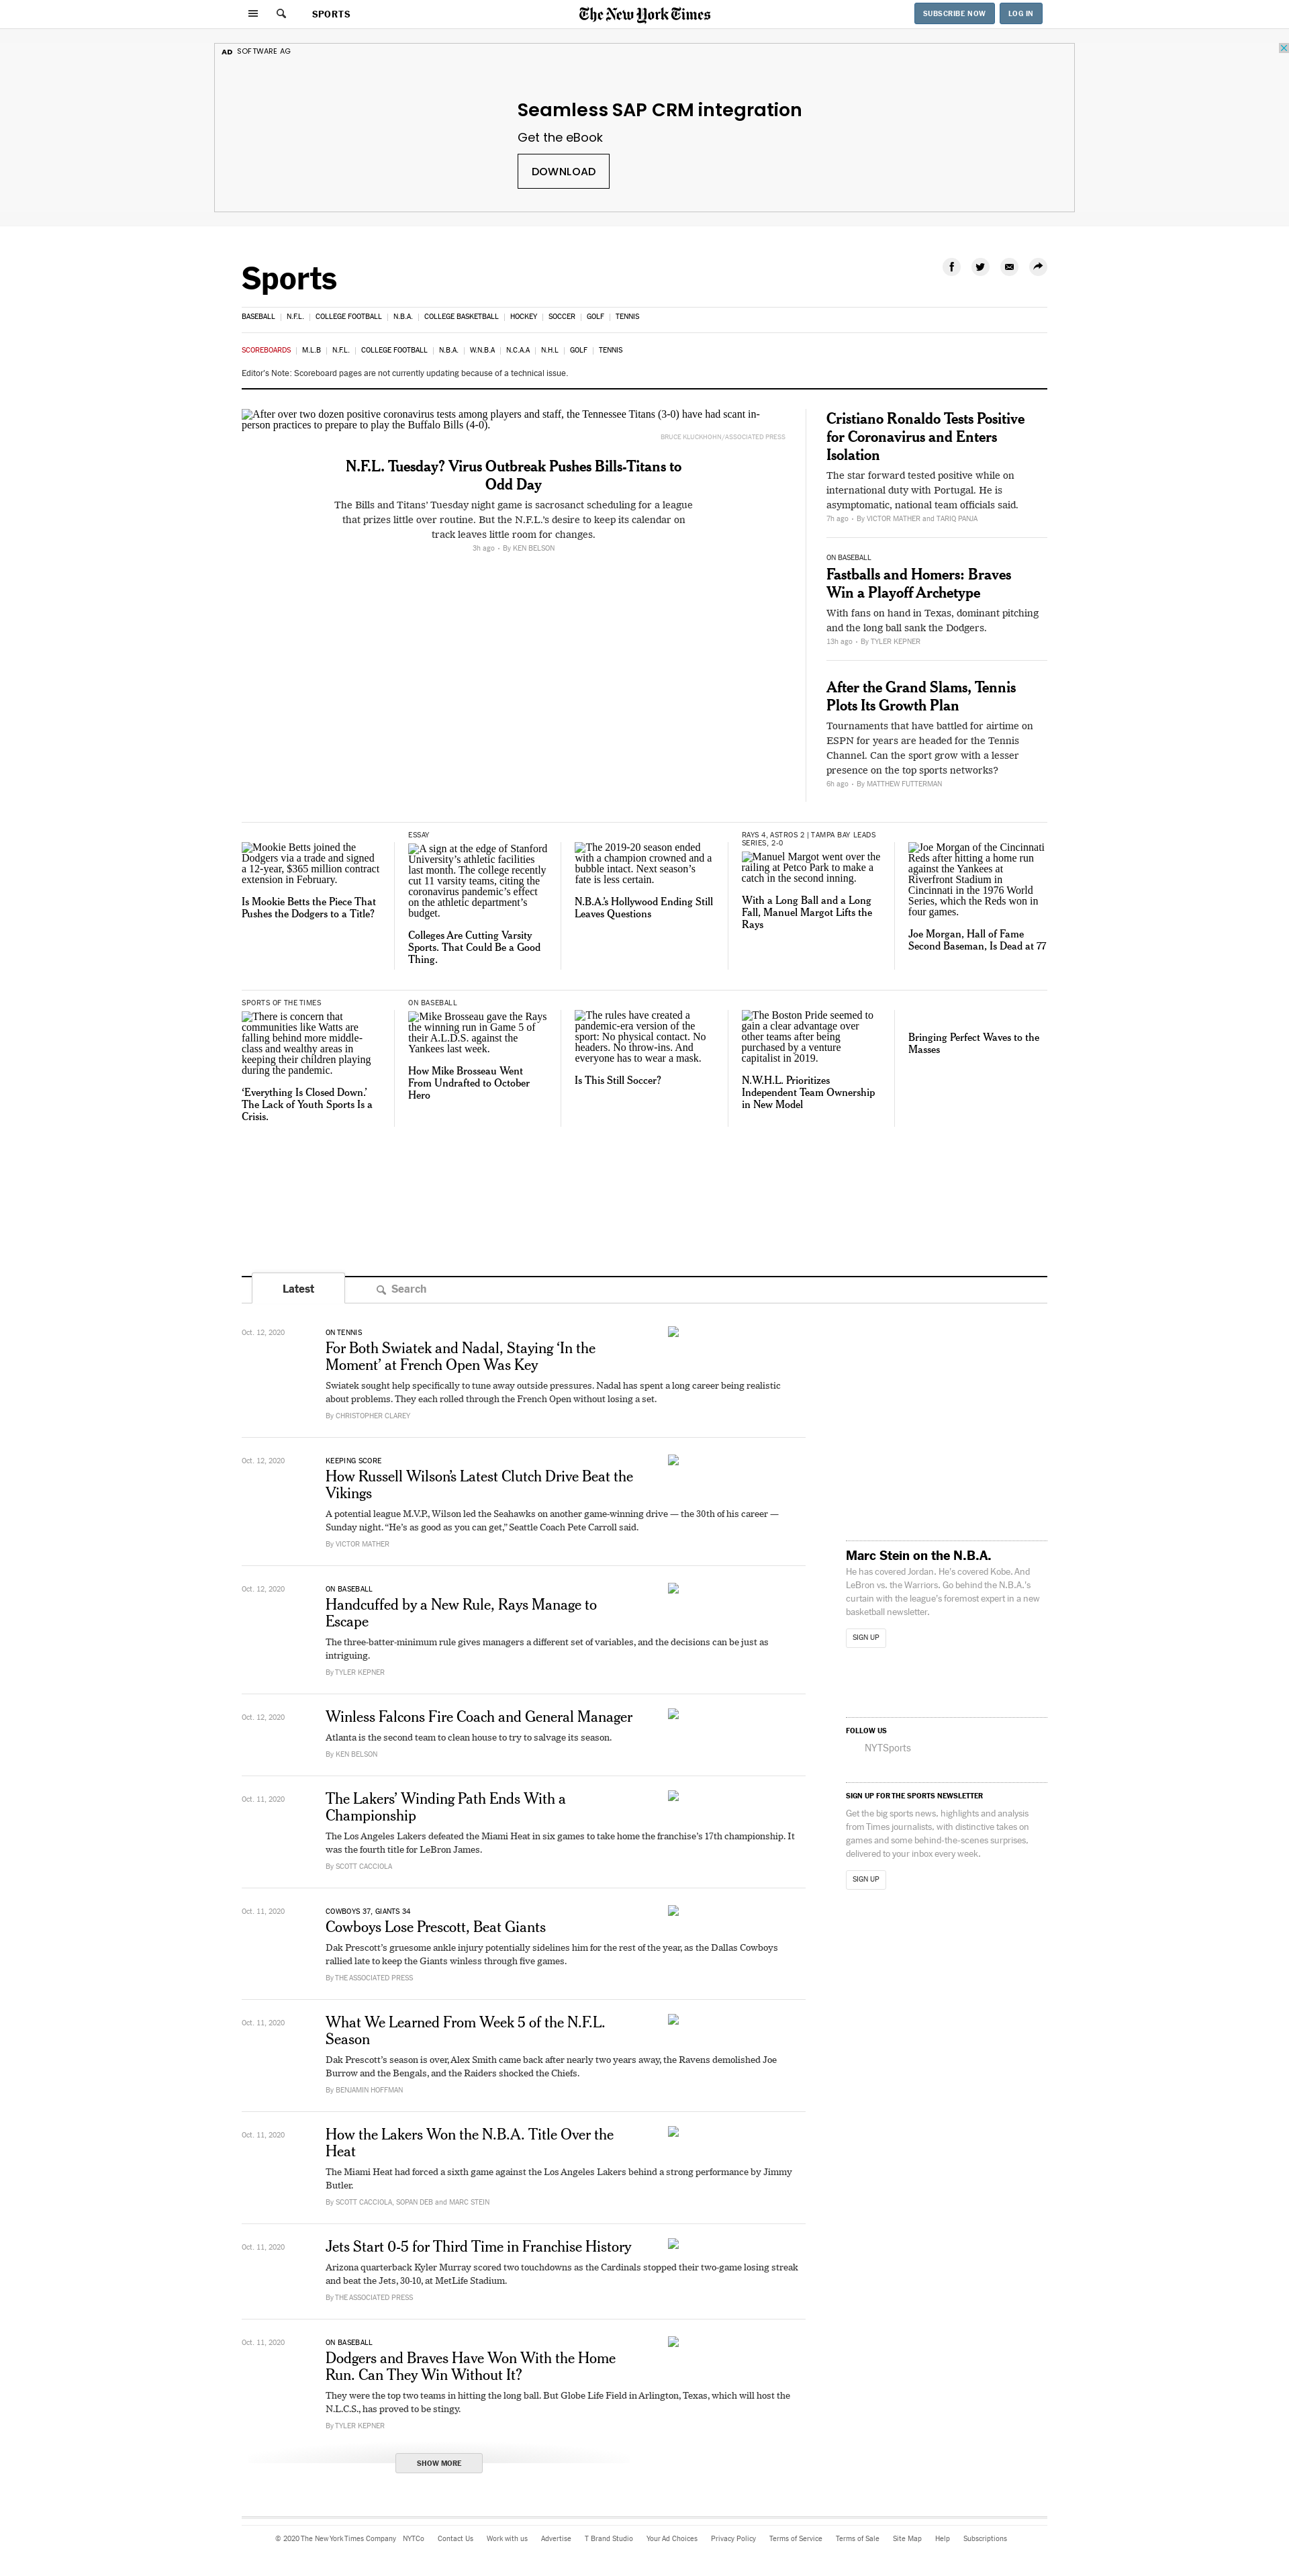 SPORTS
The New York Times
SUBSCRIBE NOW
LOG IN
AD SOFTWARE AG
Seamless SAP CRM integration
Get the eBook
DOWNLOAD
Sports
BASEBALL | N.F.L. | COLLEGE FOOTBALL | N.B.A. | COLLEGE BASKETBALL | HOCKEY | SOCCER | GOLF | TENNIS
SCOREBOARDS | M.L.B | N.F.L. | COLLEGE FOOTBALL | N.B.A. | W.N.B.A | N.C.A.A | N.H.L | GOLF | TENNIS
Editor's Note: Scoreboard pages are not currently updating because of a technical issue.
After over two dozen positive coronavirus tests among players and staff, the Tennessee Titans (3-0) have had scant in-
person practices to prepare to play the Buffalo Bills (4-0).
BRUCE KLUCKHOHN/ASSOCIATED PRESS
N.F.L. Tuesday? Virus Outbreak Pushes Bills-Titans to
Odd Day
The Bills and Titans’ Tuesday night game is sacrosanct scheduling for a league
that prizes little over routine. But the N.F.L.’s desire to keep its calendar on
track leaves little room for changes.
3h ago • By KEN BELSON
Cristiano Ronaldo Tests Positive
for Coronavirus and Enters
Isolation
The star forward tested positive while on
international duty with Portugal. He is
asymptomatic, national team officials said.
7h ago • By VICTOR MATHER and TARIQ PANJA
ON BASEBALL
Fastballs and Homers: Braves
Win a Playoff Archetype
With fans on hand in Texas, dominant pitching
and the long ball sank the Dodgers.
13h ago • By TYLER KEPNER
After the Grand Slams, Tennis
Plots Its Growth Plan
Tournaments that have battled for airtime on
ESPN for years are headed for the Tennis
Channel. Can the sport grow with a lesser
presence on the top sports networks?
6h ago • By MATTHEW FUTTERMAN
Mookie Betts joined the
Dodgers via a trade and signed
a 12-year, $365 million contract
extension in February.
Is Mookie Betts the Piece That
Pushes the Dodgers to a Title?
ESSAY
A sign at the edge of Stanford
University’s athletic facilities
last month. The college recently
cut 11 varsity teams, citing the
coronavirus pandemic’s effect
on the athletic department’s
budget.
Colleges Are Cutting Varsity
Sports. That Could Be a Good
Thing.
The 2019-20 season ended
with a champion crowned and a
bubble intact. Next season’s
fate is less certain.
N.B.A.’s Hollywood Ending Still
Leaves Questions
RAYS 4, ASTROS 2 | TAMPA BAY LEADS
SERIES, 2-0
Manuel Margot went over the
railing at Petco Park to make a
catch in the second inning.
With a Long Ball and a Long
Fall, Manuel Margot Lifts the
Rays
Joe Morgan of the Cincinnati
Reds after hitting a home run
against the Yankees at
Riverfront Stadium in
Cincinnati in the 1976 World
Series, which the Reds won in
four games.
Joe Morgan, Hall of Fame
Second Baseman, Is Dead at 77
SPORTS OF THE TIMES
There is concern that
communities like Watts are
falling behind more middle-
class and wealthy areas in
keeping their children playing
during the pandemic.
‘Everything Is Closed Down.’
The Lack of Youth Sports Is a
Crisis.
ON BASEBALL
Mike Brosseau gave the Rays
the winning run in Game 5 of
their A.L.D.S. against the
Yankees last week.
How Mike Brosseau Went
From Undrafted to October
Hero
The rules have created a
pandemic-era version of the
sport: No physical contact. No
headers. No throw-ins. And
everyone has to wear a mask.
Is This Still Soccer?
The Boston Pride seemed to
gain a clear advantage over
other teams after being
purchased by a venture
capitalist in 2019.
N.W.H.L. Prioritizes
Independent Team Ownership
in New Model
Bringing Perfect Waves to the
Masses
Latest
Search
Oct. 12, 2020
ON TENNIS
For Both Swiatek and Nadal, Staying ‘In the
Moment’ at French Open Was Key
Swiatek sought help specifically to tune away outside pressures. Nadal has spent a long career being realistic
about problems. They each rolled through the French Open without losing a set.
By CHRISTOPHER CLAREY
Oct. 12, 2020
KEEPING SCORE
How Russell Wilson’s Latest Clutch Drive Beat the
Vikings
A potential league M.V.P., Wilson led the Seahawks on another game-winning drive — the 30th of his career —
Sunday night. “He’s as good as you can get,” Seattle Coach Pete Carroll said.
By VICTOR MATHER
Oct. 12, 2020
ON BASEBALL
Handcuffed by a New Rule, Rays Manage to
Escape
The three-batter-minimum rule gives managers a different set of variables, and the decisions can be just as
intriguing.
By TYLER KEPNER
Oct. 12, 2020
Winless Falcons Fire Coach and General Manager
Atlanta is the second team to clean house to try to salvage its season.
By KEN BELSON
Oct. 11, 2020
The Lakers’ Winding Path Ends With a
Championship
The Los Angeles Lakers defeated the Miami Heat in six games to take home the franchise’s 17th championship. It
was the fourth title for LeBron James.
By SCOTT CACCIOLA
Oct. 11, 2020
COWBOYS 37, GIANTS 34
Cowboys Lose Prescott, Beat Giants
Dak Prescott’s gruesome ankle injury potentially sidelines him for the rest of the year, as the Dallas Cowboys
rallied late to keep the Giants winless through five games.
By THE ASSOCIATED PRESS
Oct. 11, 2020
What We Learned From Week 5 of the N.F.L.
Season
Dak Prescott’s season is over, Alex Smith came back after nearly two years away, the Ravens demolished Joe
Burrow and the Bengals, and the Raiders shocked the Chiefs.
By BENJAMIN HOFFMAN
Oct. 11, 2020
How the Lakers Won the N.B.A. Title Over the
Heat
The Miami Heat had forced a sixth game against the Los Angeles Lakers behind a strong performance by Jimmy
Butler.
By SCOTT CACCIOLA, SOPAN DEB and MARC STEIN
Oct. 11, 2020
Jets Start 0-5 for Third Time in Franchise History
Arizona quarterback Kyler Murray scored two touchdowns as the Cardinals stopped their two-game losing streak
and beat the Jets, 30-10, at MetLife Stadium.
By THE ASSOCIATED PRESS
Oct. 11, 2020
ON BASEBALL
Dodgers and Braves Have Won With the Home
Run. Can They Win Without It?
They were the top two teams in hitting the long ball. But Globe Life Field in Arlington, Texas, which will host the
N.L.C.S., has proved to be stingy.
By TYLER KEPNER
SHOW MORE
Marc Stein on the N.B.A.
He has covered Jordan. He's covered Kobe. And
LeBron vs. the Warriors. Go behind the N.B.A.'s
curtain with the league's foremost expert in a new
basketball newsletter.
SIGN UP
FOLLOW US
NYTSports
SIGN UP FOR THE SPORTS NEWSLETTER
Get the big sports news, highlights and analysis
from Times journalists, with distinctive takes on
games and some behind-the-scenes surprises,
delivered to your inbox every week.
SIGN UP
© 2020 The New York Times Company NYTCo Contact Us Work with us Advertise T Brand Studio Your Ad Choices Privacy Policy Terms of Service Terms of Sale Site Map Help Subscriptions